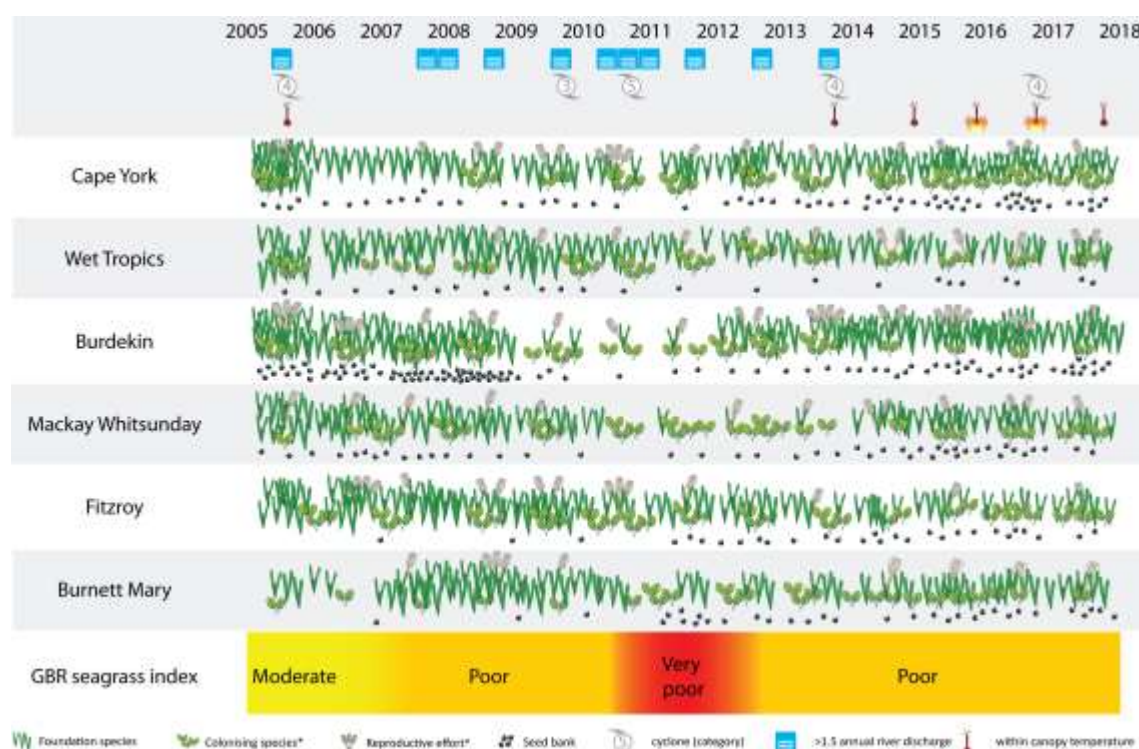 2005 2006 2007 2008 2009 2010 2011 2012 2013 2014 2015 2016 2017 2018
4 3 5 4 4
Cape York
Wet Tropics
Burdekin
Mackay Whitsunday
Fitzroy
Burnett Mary
GBR seagrass index Moderate Poor Very poor Poor
Foundation species Colonising species* Reproductive effort* Seed bank cyclone (category) >1.5 annual river discharge within canopy temperature